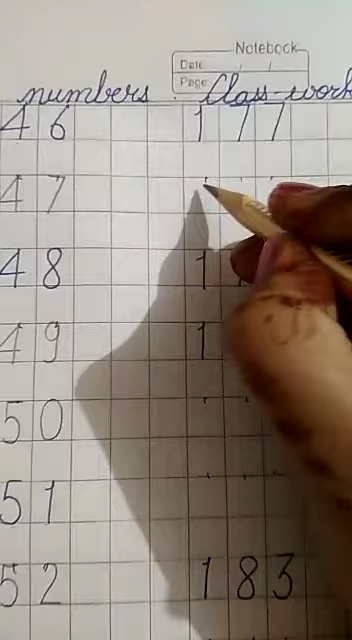 Notebook
Date / /
Page
numbers. Class-work
46 177
47
48 1
49 1
50
51
52 183